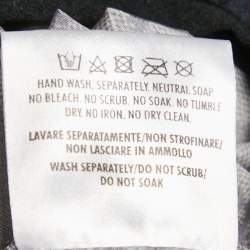 HAND WASH, SEPARATELY. NEUTRAL SOAP
NO BLEACH. NO SCRUB. NO SOAK. NO TUMBLE
DRY. NO IRON. NO DRY CLEAN.
LAVARE SEPARATAMENTE/NON STROFINARE/
NON LASCIARE IN AMMOLLO
WASH SEPARATELY/DO NOT SCRUB/
DO NOT SOAK